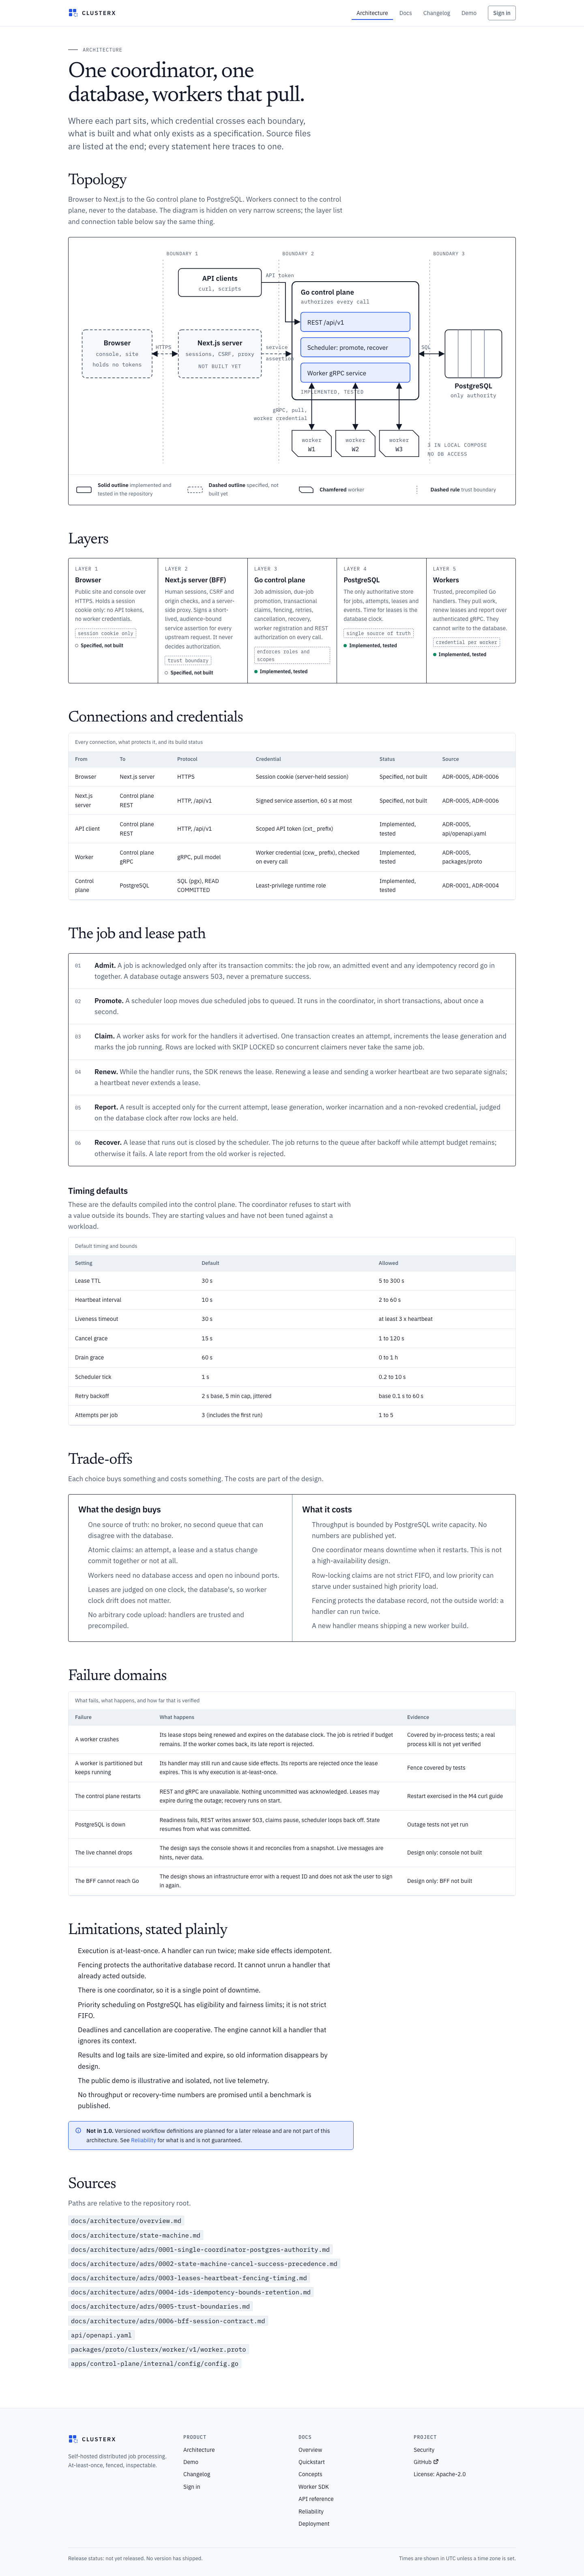 CLUSTERX
Architecture
Docs
Changelog
Demo
Sign in
ARCHITECTURE
One coordinator, one
database, workers that pull.
Where each part sits, which credential crosses each boundary,
what is built and what only exists as a specification. Source files
are listed at the end; every statement here traces to one.
Topology
Browser to Next.js to the Go control plane to PostgreSQL. Workers connect to the control
plane, never to the database. The diagram is hidden on very narrow screens; the layer list
and connection table below say the same thing.
BOUNDARY 1
BOUNDARY 2
BOUNDARY 3
API clients
curl, scripts
API token
Go control plane
authorizes every call
REST /api/v1
Browser
console, site
holds no tokens
HTTPS
Next.js server
sessions, CSRF, proxy
NOT BUILT YET
service
assertion
Scheduler: promote, recover
Worker gRPC service
IMPLEMENTED, TESTED
SQL
PostgreSQL
only authority
gRPC, pull,
worker credential
worker
W1
worker
W2
worker
W3
3 IN LOCAL COMPOSE
NO DB ACCESS
Solid outline implemented and
tested in the repository
Dashed outline specified, not
built yet
Chamfered worker
Dashed rule trust boundary
Layers
LAYER 1
Browser
Public site and console over
HTTPS. Holds a session
cookie only; no API tokens,
no worker credentials.
session cookie only
Specified, not built
LAYER 2
Next.js server (BFF)
Human sessions, CSRF and
origin checks, and a server-
side proxy. Signs a short-
lived, audience-bound
service assertion for every
upstream request. It never
decides authorization.
trust boundary
Specified, not built
LAYER 3
Go control plane
Job admission, due-job
promotion, transactional
claims, fencing, retries,
cancellation, recovery,
worker registration and REST
authorization on every call.
enforces roles and
scopes
Implemented, tested
LAYER 4
PostgreSQL
The only authoritative store
for jobs, attempts, leases and
events. Time for leases is the
database clock.
single source of truth
Implemented, tested
LAYER 5
Workers
Trusted, precompiled Go
handlers. They pull work,
renew leases and report over
authenticated gRPC. They
cannot write to the database.
credential per worker
Implemented, tested
Connections and credentials
Every connection, what protects it, and its build status
From To Protocol Credential Status Source
Browser Next.js server HTTPS Session cookie (server-held session) Specified, not built ADR-0005, ADR-0006
Next.js
server
Control plane
REST
HTTP, /api/v1 Signed service assertion, 60 s at most Specified, not built ADR-0005, ADR-0006
API client
Control plane
REST
HTTP, /api/v1 Scoped API token (cxt_ prefix)
Implemented,
tested
ADR-0005,
api/openapi.yaml
Worker
Control plane
gRPC
gRPC, pull model
Worker credential (cxw_ prefix), checked
on every call
Implemented,
tested
ADR-0005,
packages/proto
Control
plane
PostgreSQL
SQL (pgx), READ
COMMITTED
Least-privilege runtime role
Implemented,
tested
ADR-0001, ADR-0004
The job and lease path
01 Admit. A job is acknowledged only after its transaction commits: the job row, an admitted event and any idempotency record go in
together. A database outage answers 503, never a premature success.
02 Promote. A scheduler loop moves due scheduled jobs to queued. It runs in the coordinator, in short transactions, about once a
second.
03 Claim. A worker asks for work for the handlers it advertised. One transaction creates an attempt, increments the lease generation and
marks the job running. Rows are locked with SKIP LOCKED so concurrent claimers never take the same job.
04 Renew. While the handler runs, the SDK renews the lease. Renewing a lease and sending a worker heartbeat are two separate signals;
a heartbeat never extends a lease.
05 Report. A result is accepted only for the current attempt, lease generation, worker incarnation and a non-revoked credential, judged
on the database clock after row locks are held.
06 Recover. A lease that runs out is closed by the scheduler. The job returns to the queue after backoff while attempt budget remains;
otherwise it fails. A late report from the old worker is rejected.
Timing defaults
These are the defaults compiled into the control plane. The coordinator refuses to start with
a value outside its bounds. They are starting values and have not been tuned against a
workload.
Default timing and bounds
Setting Default Allowed
Lease TTL 30 s 5 to 300 s
Heartbeat interval 10 s 2 to 60 s
Liveness timeout 30 s at least 3 x heartbeat
Cancel grace 15 s 1 to 120 s
Drain grace 60 s 0 to 1 h
Scheduler tick 1 s 0.2 to 10 s
Retry backoff 2 s base, 5 min cap, jittered base 0.1 s to 60 s
Attempts per job 3 (includes the first run) 1 to 5
Trade-offs
Each choice buys something and costs something. The costs are part of the design.
What the design buys
One source of truth: no broker, no second queue that can
disagree with the database.
Atomic claims: an attempt, a lease and a status change
commit together or not at all.
Workers need no database access and open no inbound ports.
Leases are judged on one clock, the database's, so worker
clock drift does not matter.
No arbitrary code upload: handlers are trusted and
precompiled.
What it costs
Throughput is bounded by PostgreSQL write capacity. No
numbers are published yet.
One coordinator means downtime when it restarts. This is not
a high-availability design.
Row-locking claims are not strict FIFO, and low priority can
starve under sustained high priority load.
Fencing protects the database record, not the outside world: a
handler can run twice.
A new handler means shipping a new worker build.
Failure domains
What fails, what happens, and how far that is verified
Failure What happens Evidence
A worker crashes
Its lease stops being renewed and expires on the database clock. The job is retried if budget
remains. If the worker comes back, its late report is rejected.
Covered by in-process tests; a real
process kill is not yet verified
A worker is partitioned but
keeps running
Its handler may still run and cause side effects. Its reports are rejected once the lease
expires. This is why execution is at-least-once.
Fence covered by tests
The control plane restarts
REST and gRPC are unavailable. Nothing uncommitted was acknowledged. Leases may
expire during the outage; recovery runs on start.
Restart exercised in the M4 curl guide
PostgreSQL is down
Readiness fails, REST writes answer 503, claims pause, scheduler loops back off. State
resumes from what was committed.
Outage tests not yet run
The live channel drops
The design says the console shows it and reconciles from a snapshot. Live messages are
hints, never data.
Design only: console not built
The BFF cannot reach Go
The design shows an infrastructure error with a request ID and does not ask the user to sign
in again.
Design only: BFF not built
Limitations, stated plainly
Execution is at-least-once. A handler can run twice; make side effects idempotent.
Fencing protects the authoritative database record. It cannot unrun a handler that
already acted outside.
There is one coordinator, so it is a single point of downtime.
Priority scheduling on PostgreSQL has eligibility and fairness limits; it is not strict
FIFO.
Deadlines and cancellation are cooperative. The engine cannot kill a handler that
ignores its context.
Results and log tails are size-limited and expire, so old information disappears by
design.
The public demo is illustrative and isolated, not live telemetry.
No throughput or recovery-time numbers are promised until a benchmark is
published.
Not in 1.0. Versioned workflow definitions are planned for a later release and are not part of this
architecture. See Reliability for what is and is not guaranteed.
Sources
Paths are relative to the repository root.
docs/architecture/overview.md
docs/architecture/state-machine.md
docs/architecture/adrs/0001-single-coordinator-postgres-authority.md
docs/architecture/adrs/0002-state-machine-cancel-success-precedence.md
docs/architecture/adrs/0003-leases-heartbeat-fencing-timing.md
docs/architecture/adrs/0004-ids-idempotency-bounds-retention.md
docs/architecture/adrs/0005-trust-boundaries.md
docs/architecture/adrs/0006-bff-session-contract.md
api/openapi.yaml
packages/proto/clusterx/worker/v1/worker.proto
apps/control-plane/internal/config/config.go
CLUSTERX
Self-hosted distributed job processing.
At-least-once, fenced, inspectable.
PRODUCT
Architecture
Demo
Changelog
Sign in
DOCS
Overview
Quickstart
Concepts
Worker SDK
API reference
Reliability
Deployment
PROJECT
Security
GitHub
License: Apache-2.0
Release status: not yet released. No version has shipped.
Times are shown in UTC unless a time zone is set.